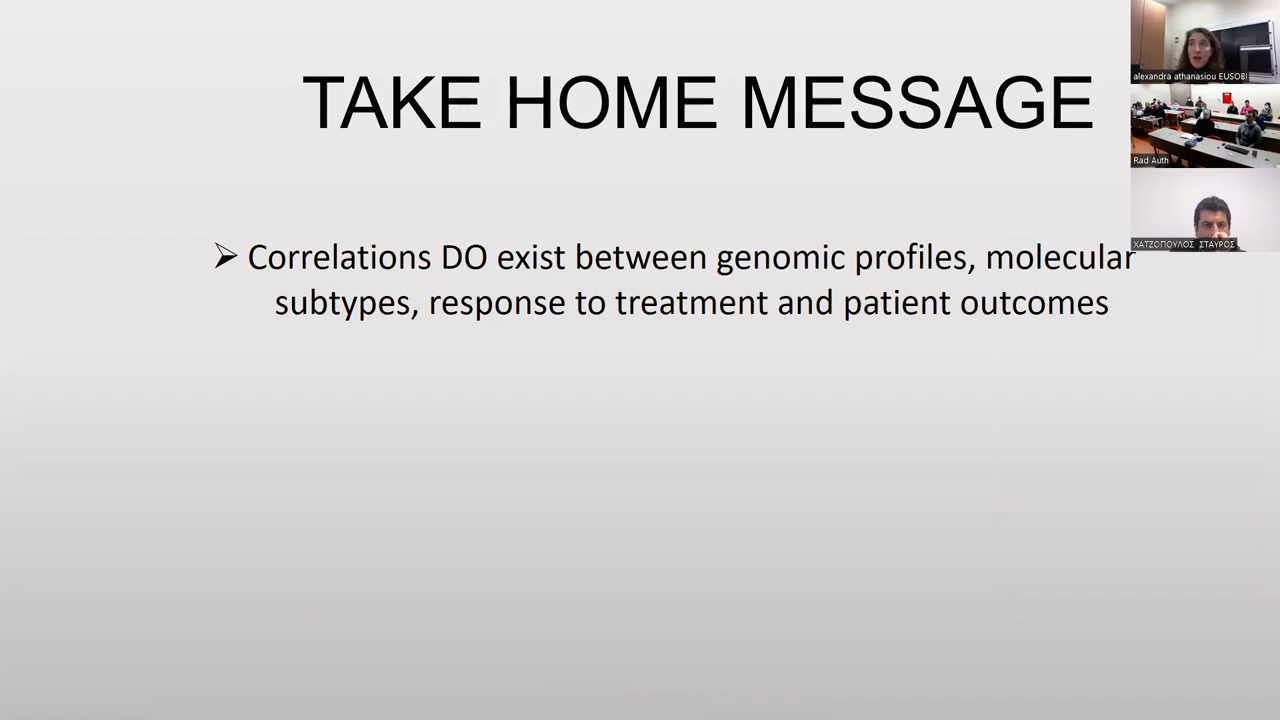 TAKE HOME MESSAGE
➢ Correlations DO exist between genomic profiles, molecular
subtypes, response to treatment and patient outcomes
alexandra athanasiou EUSOBI
Rad Auth
ΧΑΤΖΟΠΟΥΛΟΣ ΣΤΑΥΡΟΣ